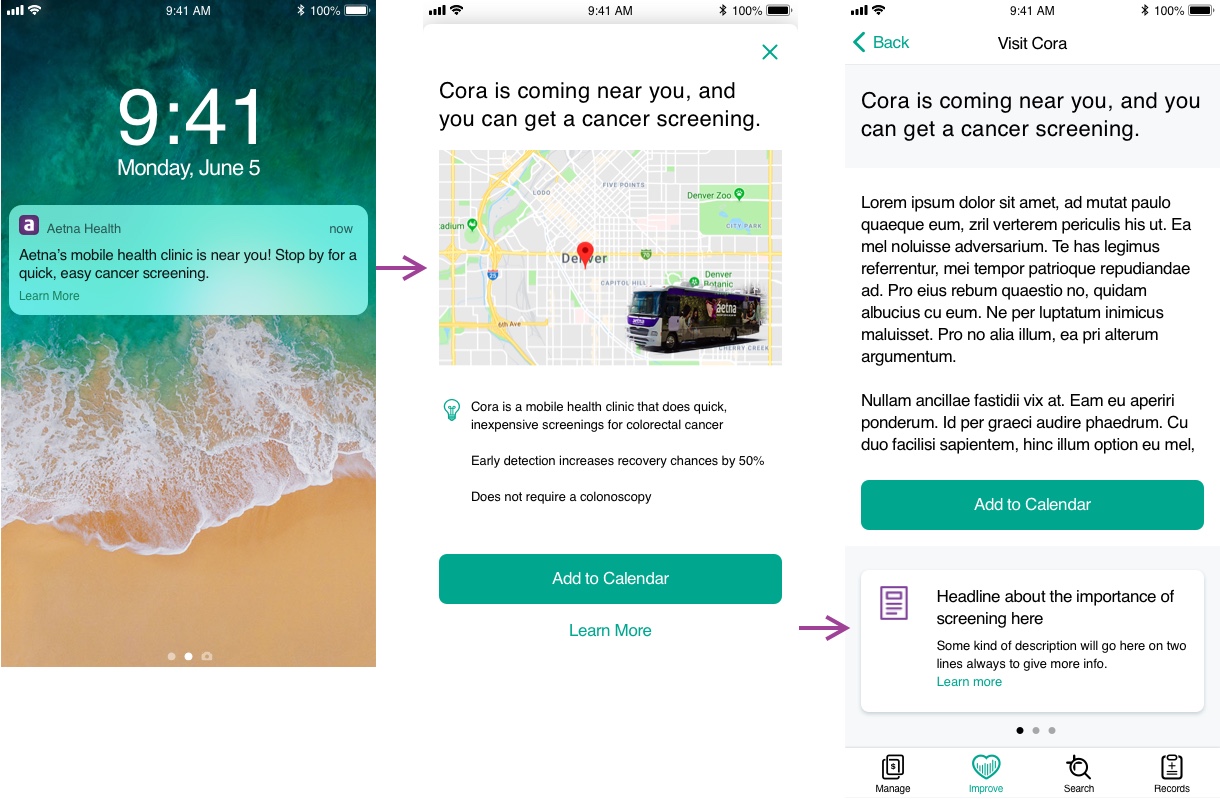 9:41 AM
100%
9:41
Monday, June 5
a
Aetna Health
now
Aetna’s mobile health clinic is near you! Stop by for a
quick, easy cancer screening.
Learn More
9:41 AM
100%
Cora is coming near you, and
you can get a cancer screening.
FIVE POINTS
LODO
Denver Zoo
CITY PARK
adium
Denver
70
25
CAPITOL HILL
Denver
Botanic
aetna
6th Ave
CHERRY CREEK
Cora is a mobile health clinic that does quick,
inexpensive screenings for colorectal cancer
Early detection increases recovery chances by 50%
Does not require a colonoscopy
Add to Calendar
Learn More
9:41 AM
100%
Back
Visit Cora
Cora is coming near you, and you
can get a cancer screening.
Lorem ipsum dolor sit amet, ad mutat paulo
quaeque eum, zril verterem periculis his ut. Ea
mel noluisse adversarium. Te has legimus
referrentur, mei tempor patrioque repudiandae
ad. Pro eius rebum quaestio no, quidam
albucius cu eum. Ne per luptatum inimicus
maluisset. Pro no alia illum, ea pri alterum
argumentum.
Nullam ancillae fastidii vix at. Eam eu aperiri
ponderum. Id per graeci audire phaedrum. Cu
duo facilisi sapientem, hinc illum option eu mel,
Add to Calendar
Headline about the importance of
screening here
Some kind of description will go here on two
lines always to give more info.
Learn more
Manage
Improve
Search
Records